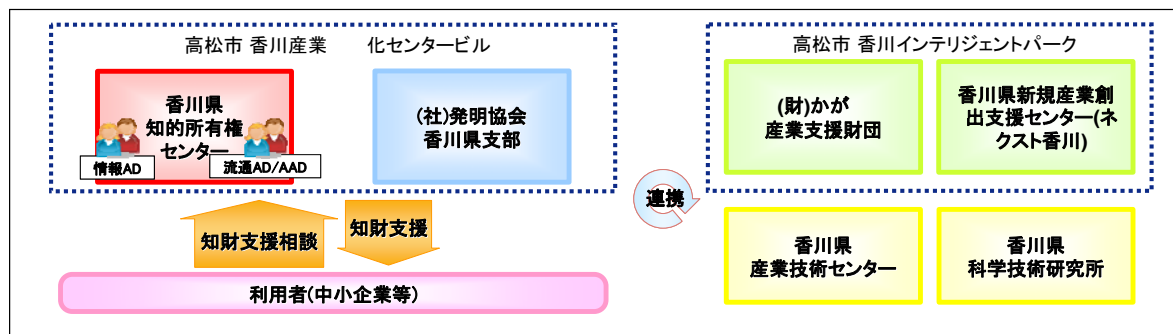 高松市 香川産業 化センタービル
香川県
知的所有権
センター
情報AD
流通AD/AAD
(社)発明協会
香川県支部
知財支援相談
知財支援
利用者(中小企業等)
連携
高松市 香川インテリジェントパーク
(財)かが
産業支援財団
香川県新規産業創
出支援センター(ネ
クスト香川)
香川県
産業技術センター
香川県
科学技術研究所